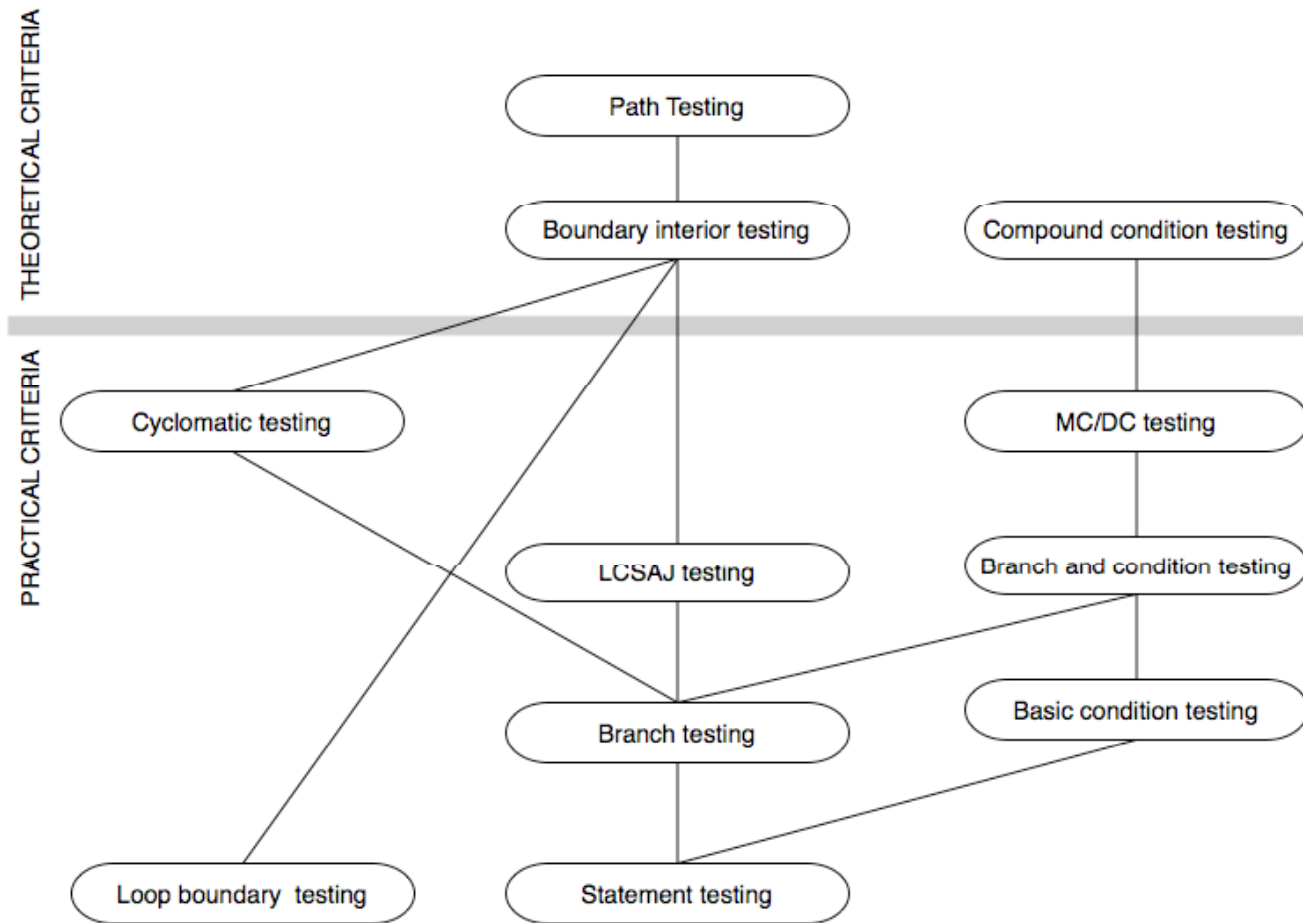 THEORETICAL CRITERIA
Path Testing
Boundary interior testing
Compound condition testing
PRACTICAL CRITERIA
Cyclomatic testing
MC/DC testing
LCSAJ testing
Branch and condition testing
Branch testing
Basic condition testing
Loop boundary testing
Statement testing